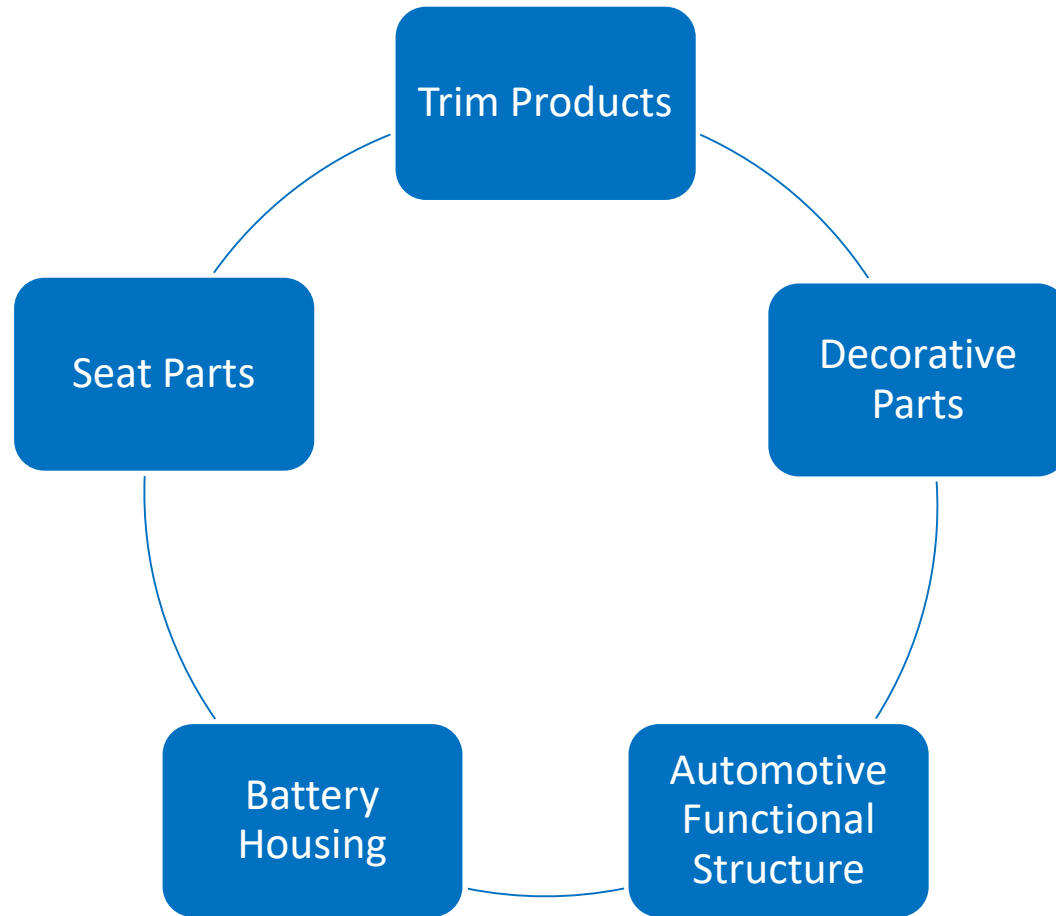 Trim Products
Decorative
Parts
Automotive
Functional
Structure
Battery
Housing
Seat Parts